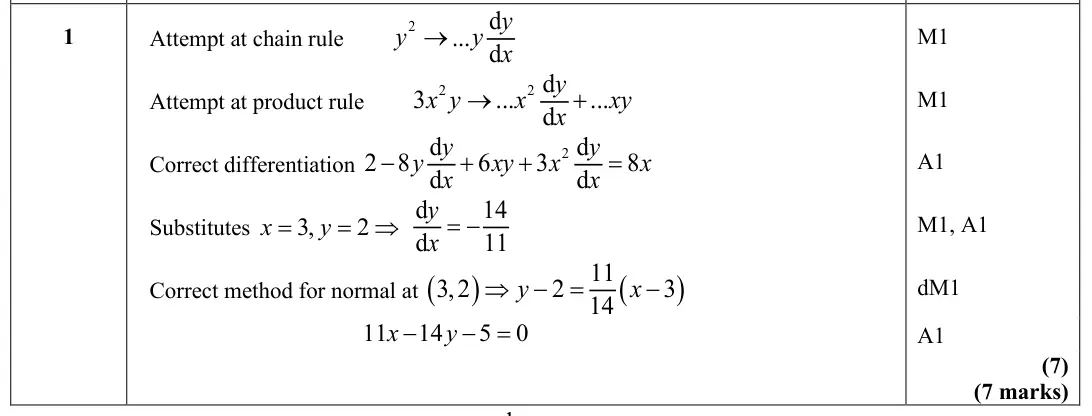 1 Attempt at chain rule y² → ...y dy/dx M1
Attempt at product rule 3x²y → ...x² dy/dx + ...xy M1
Correct differentiation 2 − 8y dy/dx + 6xy + 3x² dy/dx = 8x A1
Substitutes x = 3, y = 2 ⇒ dy/dx = −14/11 M1, A1
Correct method for normal at (3, 2) ⇒ y − 2 = 11/14 (x − 3) dM1
11x − 14y − 5 = 0 A1
(7)
(7 marks)